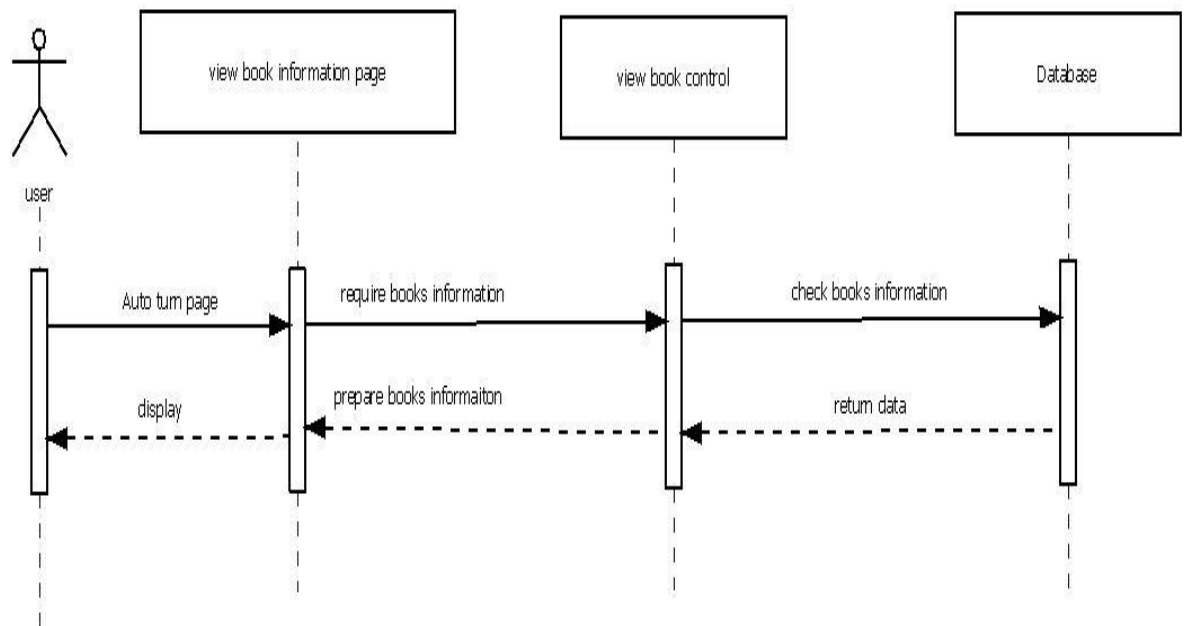 view book information page
view book control
Database
user
Auto turn page
require books information
check books information
display
prepare books informaiton
return data